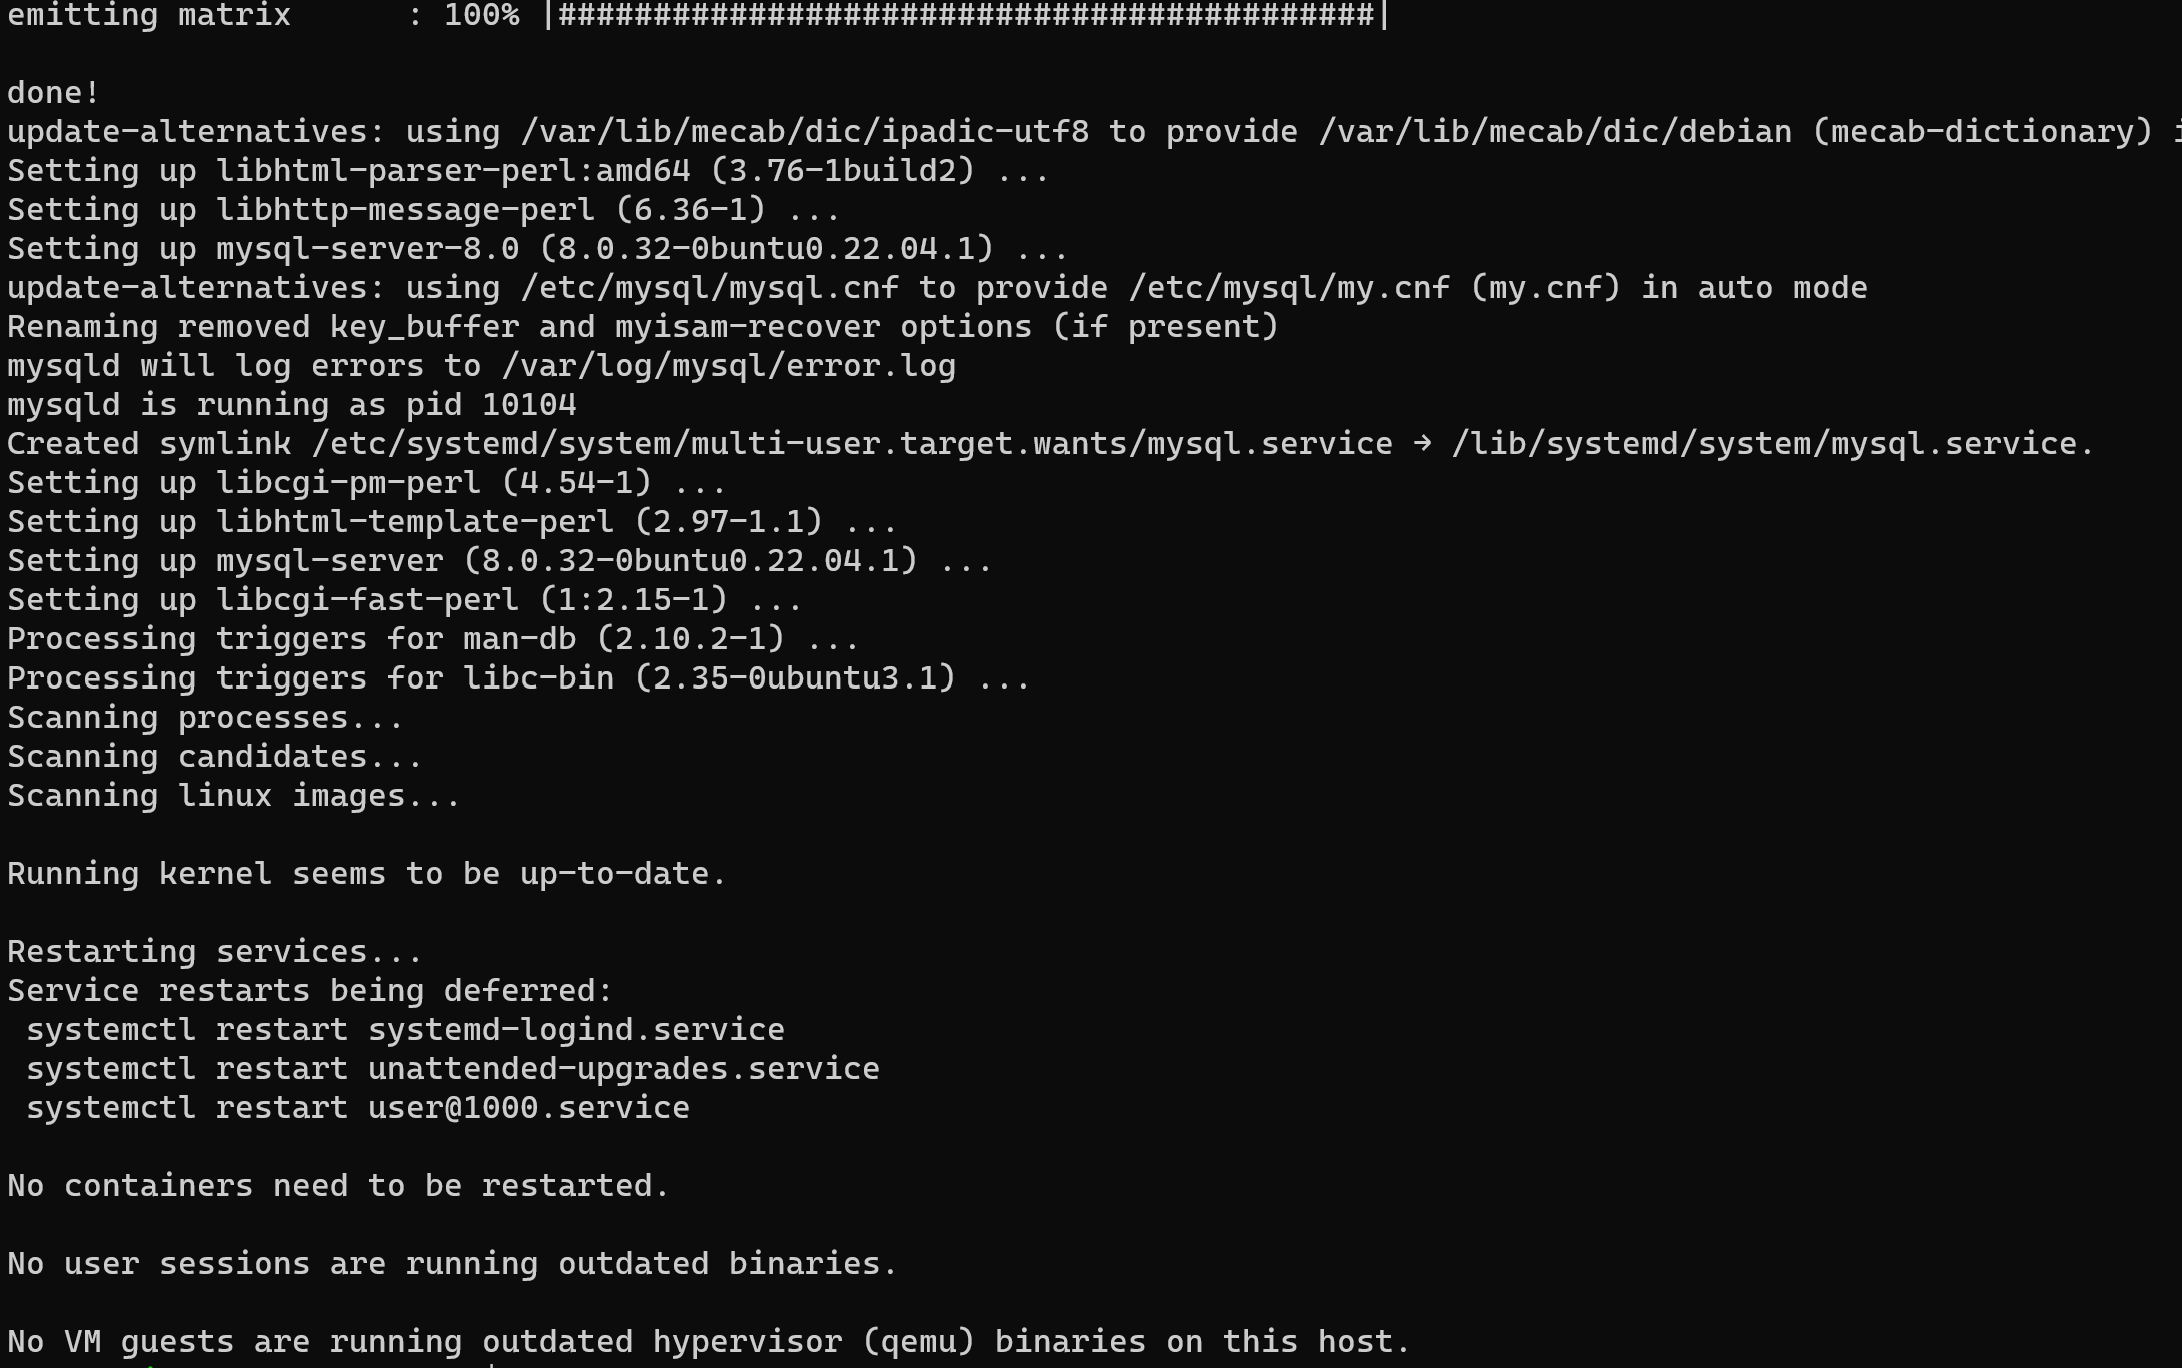 emitting matrix      : 100% |###########################################|
done!
update-alternatives: using /var/lib/mecab/dic/ipadic-utf8 to provide /var/lib/mecab/dic/debian (mecab-dictionary)
Setting up libhtml-parser-perl:amd64 (3.76-1build2) ...
Setting up libhttp-message-perl (6.36-1) ...
Setting up mysql-server-8.0 (8.0.32-0buntu0.22.04.1) ...
update-alternatives: using /etc/mysql/mysql.cnf to provide /etc/mysql/my.cnf (my.cnf) in auto mode
Renaming removed key_buffer and myisam-recover options (if present)
mysqld will log errors to /var/log/mysql/error.log
mysqld is running as pid 10104
Created symlink /etc/systemd/system/multi-user.target.wants/mysql.service → /lib/systemd/system/mysql.service.
Setting up libcgi-pm-perl (4.54-1) ...
Setting up libhtml-template-perl (2.97-1.1) ...
Setting up mysql-server (8.0.32-0buntu0.22.04.1) ...
Setting up libcgi-fast-perl (1:2.15-1) ...
Processing triggers for man-db (2.10.2-1) ...
Processing triggers for libc-bin (2.35-0ubuntu3.1) ...
Scanning processes...
Scanning candidates...
Scanning linux images...
Running kernel seems to be up-to-date.
Restarting services...
Service restarts being deferred:
 systemctl restart systemd-logind.service
 systemctl restart unattended-upgrades.service
 systemctl restart user@1000.service
No containers need to be restarted.
No user sessions are running outdated binaries.
No VM guests are running outdated hypervisor (qemu) binaries on this host.